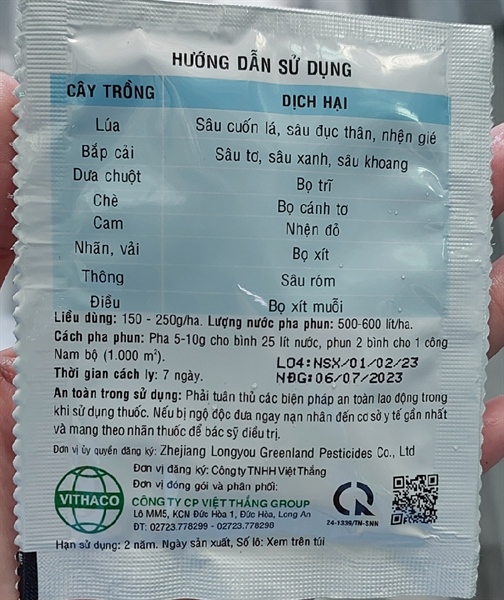 HƯỚNG DẪN SỬ DỤNG
CÂY TRỒNG DỊCH HẠI
Lúa Sâu cuốn lá, sâu đục thân, nhện gié
Bắp cải Sâu tơ, sâu xanh, sâu khoang
Dưa chuột Bọ trĩ
Chè Bọ cánh tơ
Cam Nhện đỏ
Nhãn, vải Bọ xít
Thông Sâu róm
Điều Bọ xít muỗi
Liều dùng: 150 - 250g/ha. Lượng nước pha phun: 500-600 lít/ha.
Cách pha phun: Pha 5-10g cho bình 25 lít nước, phun 2 bình cho 1 công
Nam bộ (1.000 m²).
L04:NSX/01/02/23
Thời gian cách ly: 7 ngày.
NĐG:06/07/2023
An toàn trong sử dụng: Phải tuân thủ các biện pháp an toàn lao động trong
khi sử dụng thuốc. Nếu bị ngộ độc đưa ngay nạn nhân đến cơ sở y tế gần nhất
và mang theo nhãn thuốc để bác sỹ điều trị.
Đơn vị ủy quyền đăng ký: Zhejiang Longyou Greenland Pesticides Co., Ltd
Đơn vị đăng ký: Công ty TNHH Việt Thắng
Đơn vị đóng gói và phân phối:
VITHACO
CÔNG TY CP VIỆT THẮNG GROUP
Lô MM5, KCN Đức Hòa 1, Đức Hòa, Long An
ĐT: 02723.778299 - 02723.778298
24-1339/TN-SNN
Hạn sử dụng: 2 năm. Ngày sản xuất, Số lô: Xem trên túi